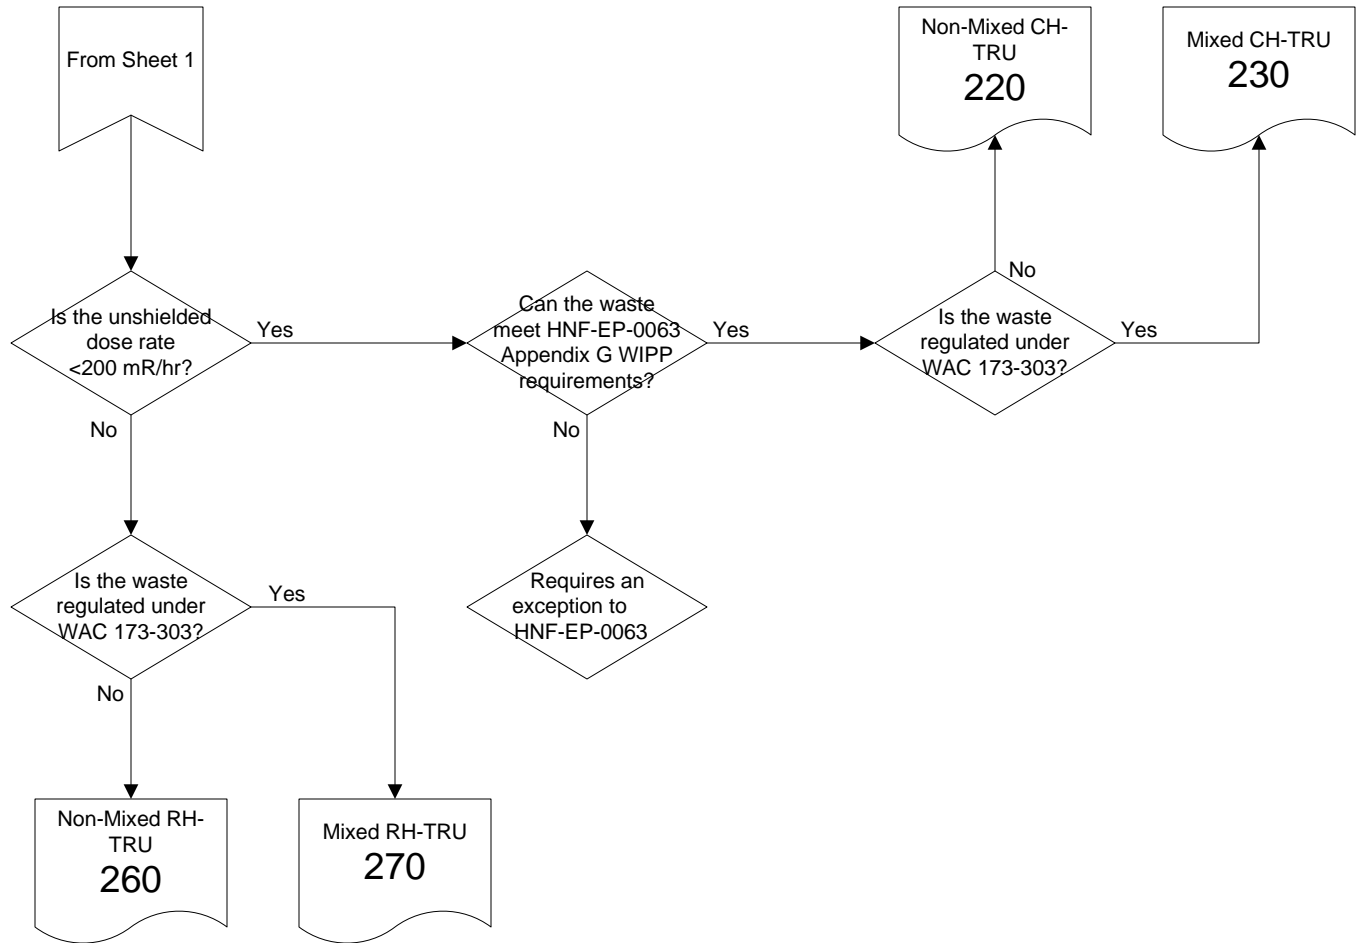 From Sheet 1
Non-Mixed CH-
TRU
220
Mixed CH-TRU
230
Is the unshielded
dose rate
<200 mR/hr?
Yes
No
Can the waste
meet HNF-EP-0063
Appendix G WIPP
requirements?
Yes
No
Is the waste
regulated under
WAC 173-303?
No
Yes
Is the waste
regulated under
WAC 173-303?
Yes
No
Requires an
exception to
HNF-EP-0063
Non-Mixed RH-
TRU
260
Mixed RH-TRU
270